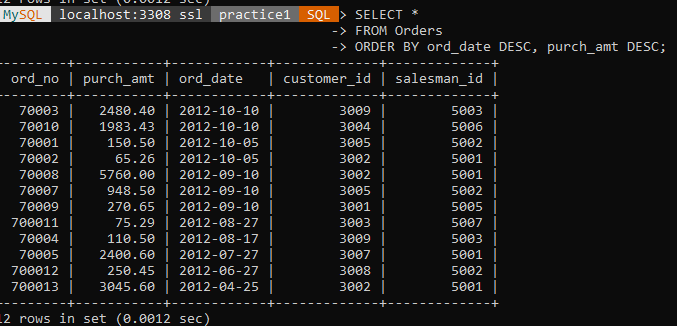 12 rows in set (0.0012 sec)
MySQL localhost:3308 ssl practice1 SQL > SELECT *
-> FROM Orders
-> ORDER BY ord_date DESC, purch_amt DESC;
--------+-----------+------------+-------------+-------------+
ord_no | purch_amt | ord_date | customer_id | salesman_id |
--------+-----------+------------+-------------+-------------+
70003 | 2480.40 | 2012-10-10 | 3009 | 5003 |
70010 | 1983.43 | 2012-10-10 | 3004 | 5006 |
70001 | 150.50 | 2012-10-05 | 3005 | 5002 |
70002 | 65.26 | 2012-10-05 | 3002 | 5001 |
70008 | 5760.00 | 2012-09-10 | 3002 | 5001 |
70007 | 948.50 | 2012-09-10 | 3005 | 5002 |
70009 | 270.65 | 2012-09-10 | 3001 | 5005 |
700011 | 75.29 | 2012-08-27 | 3003 | 5007 |
70004 | 110.50 | 2012-08-17 | 3009 | 5003 |
70005 | 2400.60 | 2012-07-27 | 3007 | 5001 |
700012 | 250.45 | 2012-06-27 | 3008 | 5002 |
700013 | 3045.60 | 2012-04-25 | 3002 | 5001 |
--------+-----------+------------+-------------+-------------+
12 rows in set (0.0012 sec)